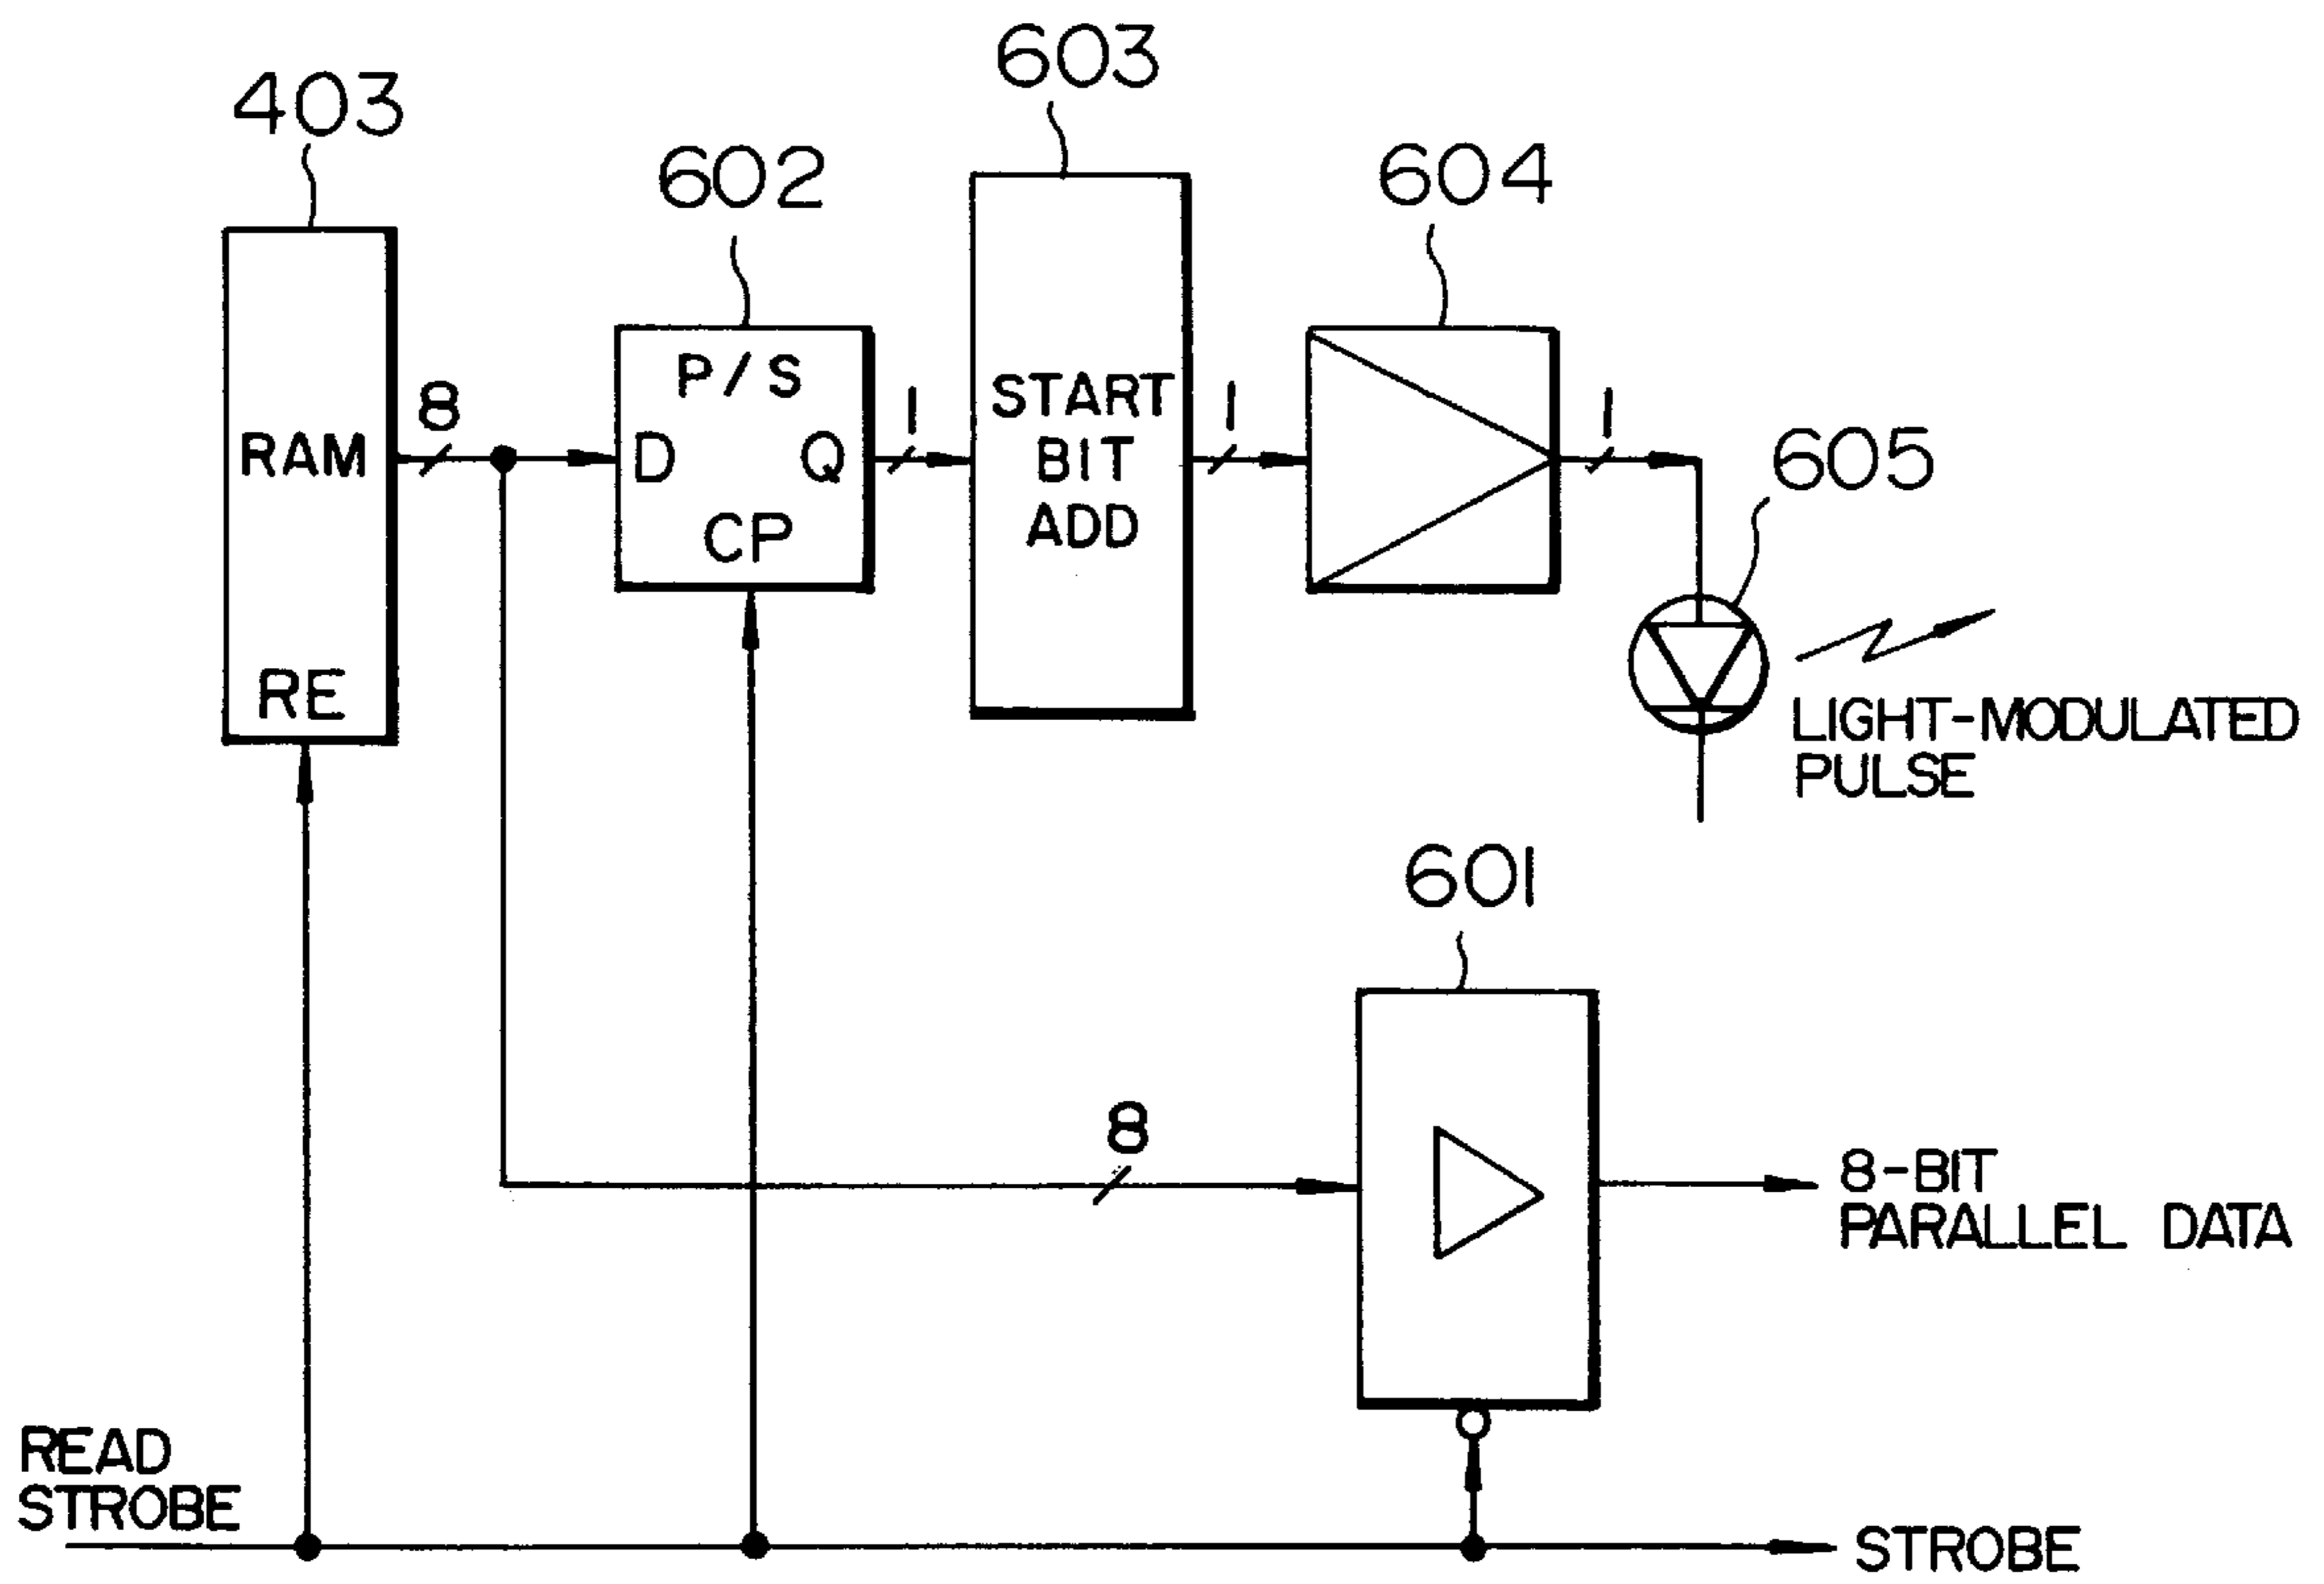 603
403
602
604
P/S
8
1
START
1
1
RAM
D
Q
BIT
605
CP
ADD
RE
LIGHT-MODULATED
PULSE
601
8
8-BIT
PARALLEL DATA
READ
STROBE
STROBE